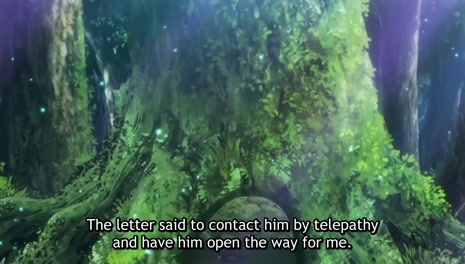 The letter said to contact him by telepathy
and have him open the way for me.